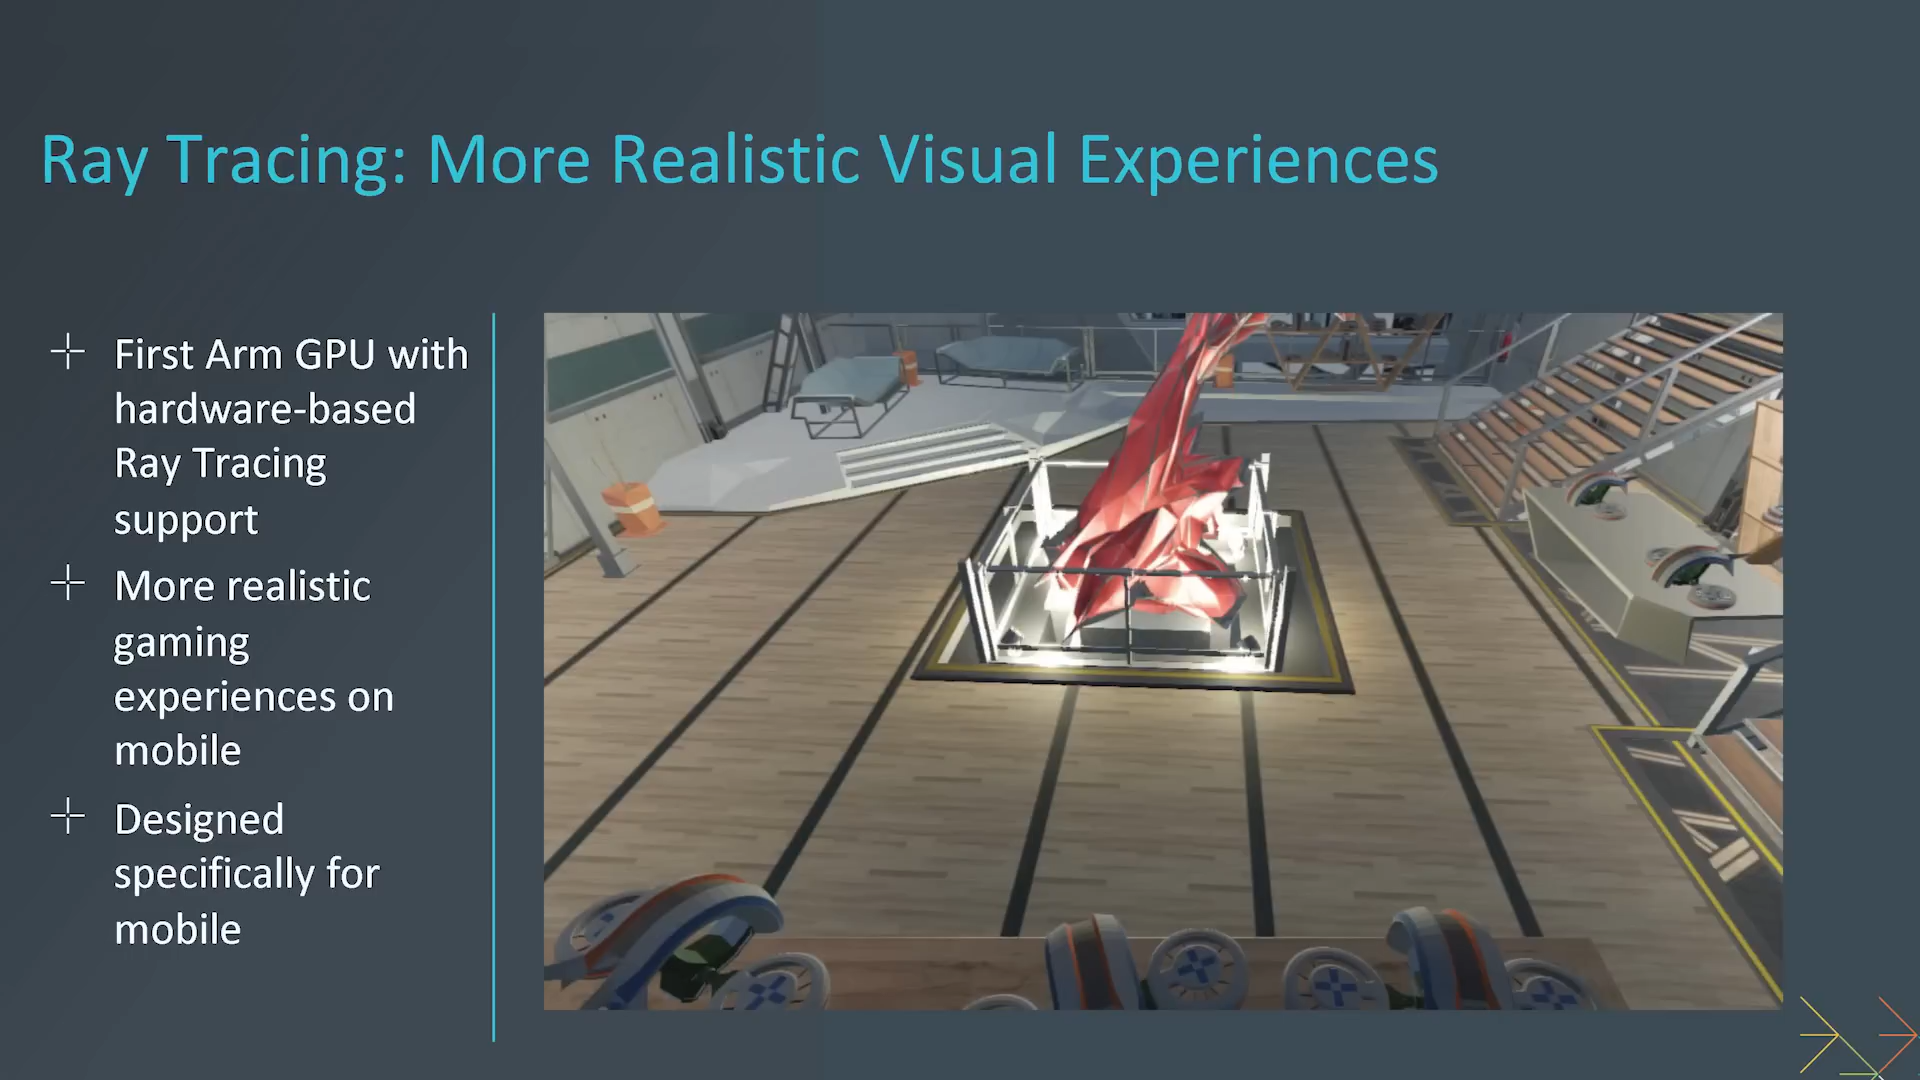 Ray Tracing: More Realistic Visual Experiences
First Arm GPU with
hardware-based
Ray Tracing
support
More realistic
gaming
experiences on
mobile
Designed
specifically for
mobile